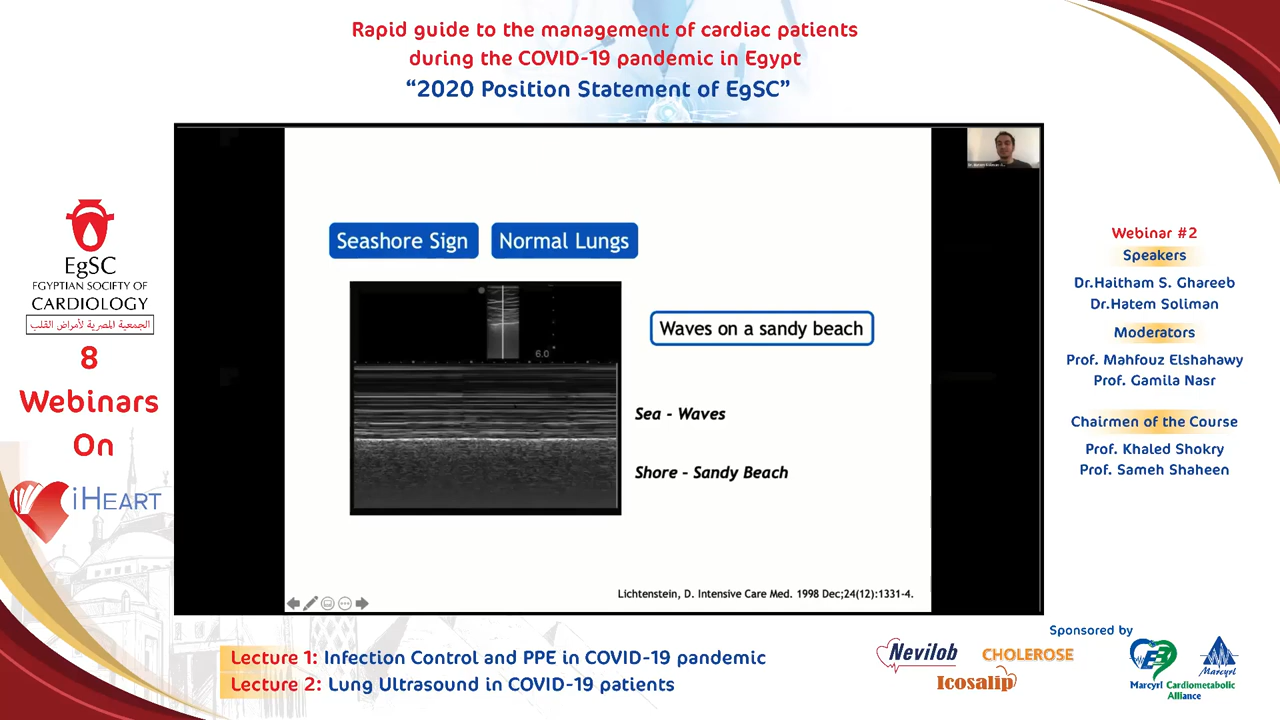 Rapid guide to the management of cardiac patients
during the COVID-19 pandemic in Egypt
“2020 Position Statement of EgSC”
EgSC
EGYPTIAN SOCIETY OF
CARDIOLOGY
الجمعية المصرية لأمراض القلب
8
Webinars
On
iHEART
Seashore Sign
Normal Lungs
6.0
Waves on a sandy beach
Sea - Waves
Shore - Sandy Beach
Lichtenstein, D. Intensive Care Med. 1998 Dec;24(12):1331-4.
Webinar #2
Speakers
Dr.Haitham S. Ghareeb
Dr.Hatem Soliman
Moderators
Prof. Mahfouz Elshahawy
Prof. Gamila Nasr
Chairmen of the Course
Prof. Khaled Shokry
Prof. Sameh Shaheen
Lecture 1: Infection Control and PPE in COVID-19 pandemic
Lecture 2: Lung Ultrasound in COVID-19 patients
Sponsored by
Nevilob
CHOLEROSE
Icosalip
Marcyrl Cardiometabolic
Alliance
Marcyrl